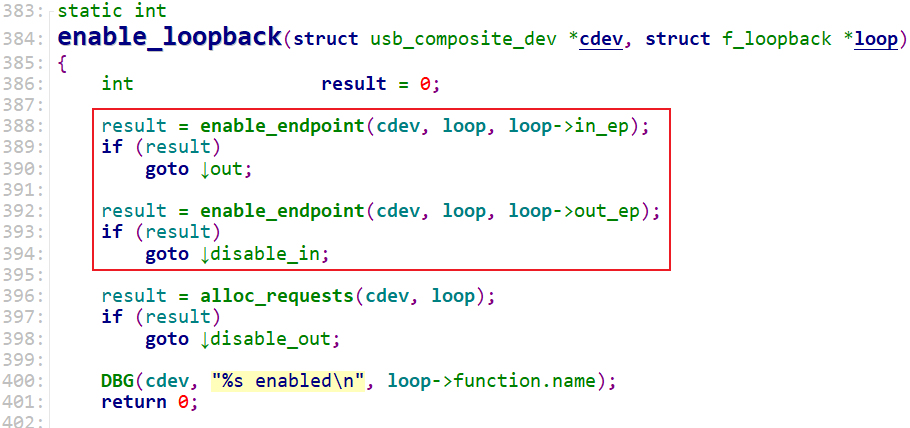 383: static int
384: enable_loopback(struct usb_composite_dev *cdev, struct f_loopback *loop)
385: {
386: int result = 0;
387:
388: result = enable_endpoint(cdev, loop, loop->in_ep);
389: if (result)
390: goto ↓out;
391:
392: result = enable_endpoint(cdev, loop, loop->out_ep);
393: if (result)
394: goto ↓disable_in;
395:
396: result = alloc_requests(cdev, loop);
397: if (result)
398: goto ↓disable_out;
399:
400: DBG(cdev, "%s enabled\n", loop->function.name);
401: return 0;
402: